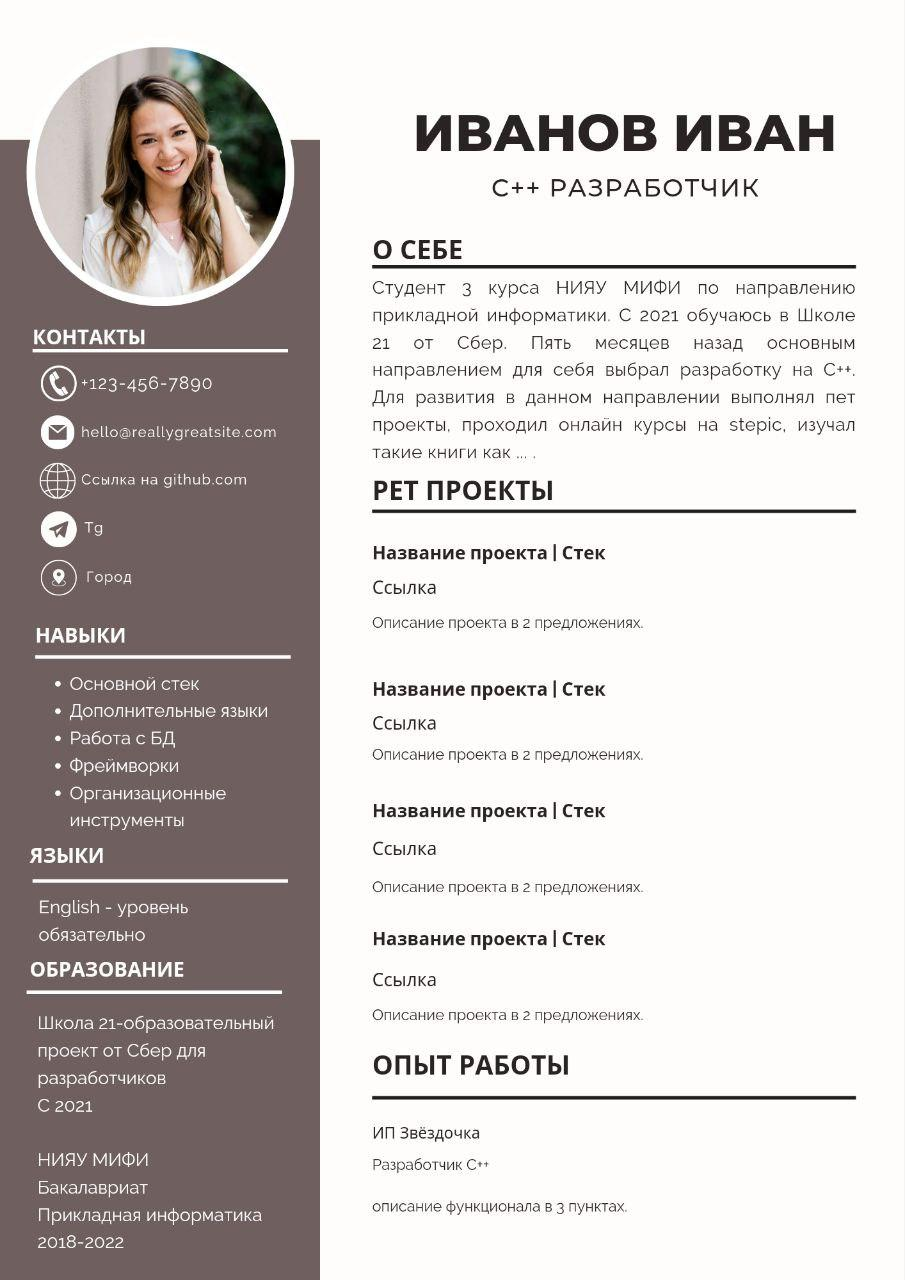 ИВАНОВ ИВАН
C++ РАЗРАБОТЧИК
КОНТАКТЫ
+123-456-7890
hello@reallygreatsite.com
Ссылка на github.com
Tg
Город
НАВЫКИ
Основной стек
Дополнительные языки
Работа с БД
Фреймворки
Организационные
инструменты
ЯЗЫКИ
English - уровень
обязательно
ОБРАЗОВАНИЕ
Школа 21-образовательный
проект от Сбер для
разработчиков
С 2021
НИЯУ МИФИ
Бакалавриат
Прикладная информатика
2018-2022
О СЕБЕ
Студент 3 курса НИЯУ МИФИ по направлению
прикладной информатики. С 2021 обучаюсь в Школе
21 от Сбер. Пять месяцев назад основным
направлением для себя выбрал разработку на С++.
Для развития в данном направлении выполнял пет
проекты, проходил онлайн курсы на stepic, изучал
такие книги как ... .
PET ПРОЕКТЫ
Название проекта | Стек
Ссылка
Описание проекта в 2 предложениях.
Название проекта | Стек
Ссылка
Описание проекта в 2 предложениях.
Название проекта | Стек
Ссылка
Описание проекта в 2 предложениях.
Название проекта | Стек
Ссылка
Описание проекта в 2 предложениях.
ОПЫТ РАБОТЫ
ИП Звёздочка
Разработчик С++
описание функционала в 3 пунктах.